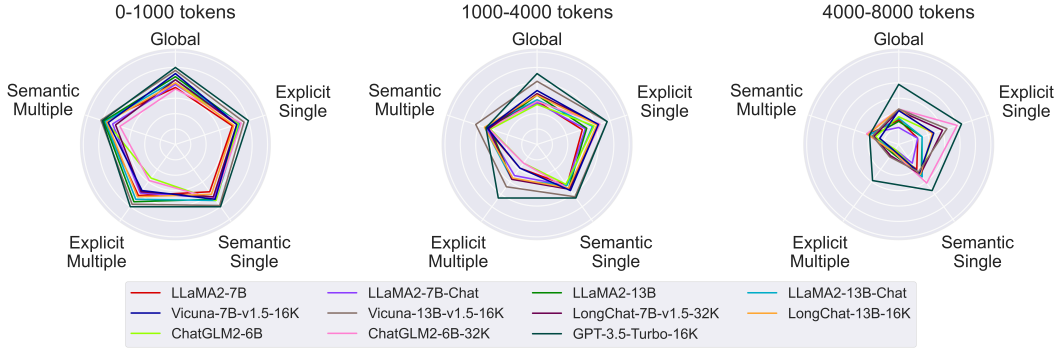 0-1000 tokens
Global
Explicit
Single
Semantic
Single
Explicit
Multiple
Semantic
Multiple
1000-4000 tokens
Global
Explicit
Single
Semantic
Single
Explicit
Multiple
Semantic
Multiple
4000-8000 tokens
Global
Explicit
Single
Semantic
Single
Explicit
Multiple
Semantic
Multiple
LLaMA2-7B
LLaMA2-7B-Chat
LLaMA2-13B
LLaMA2-13B-Chat
Vicuna-7B-v1.5-16K
Vicuna-13B-v1.5-16K
LongChat-7B-v1.5-32K
LongChat-13B-16K
ChatGLM2-6B
ChatGLM2-6B-32K
GPT-3.5-Turbo-16K